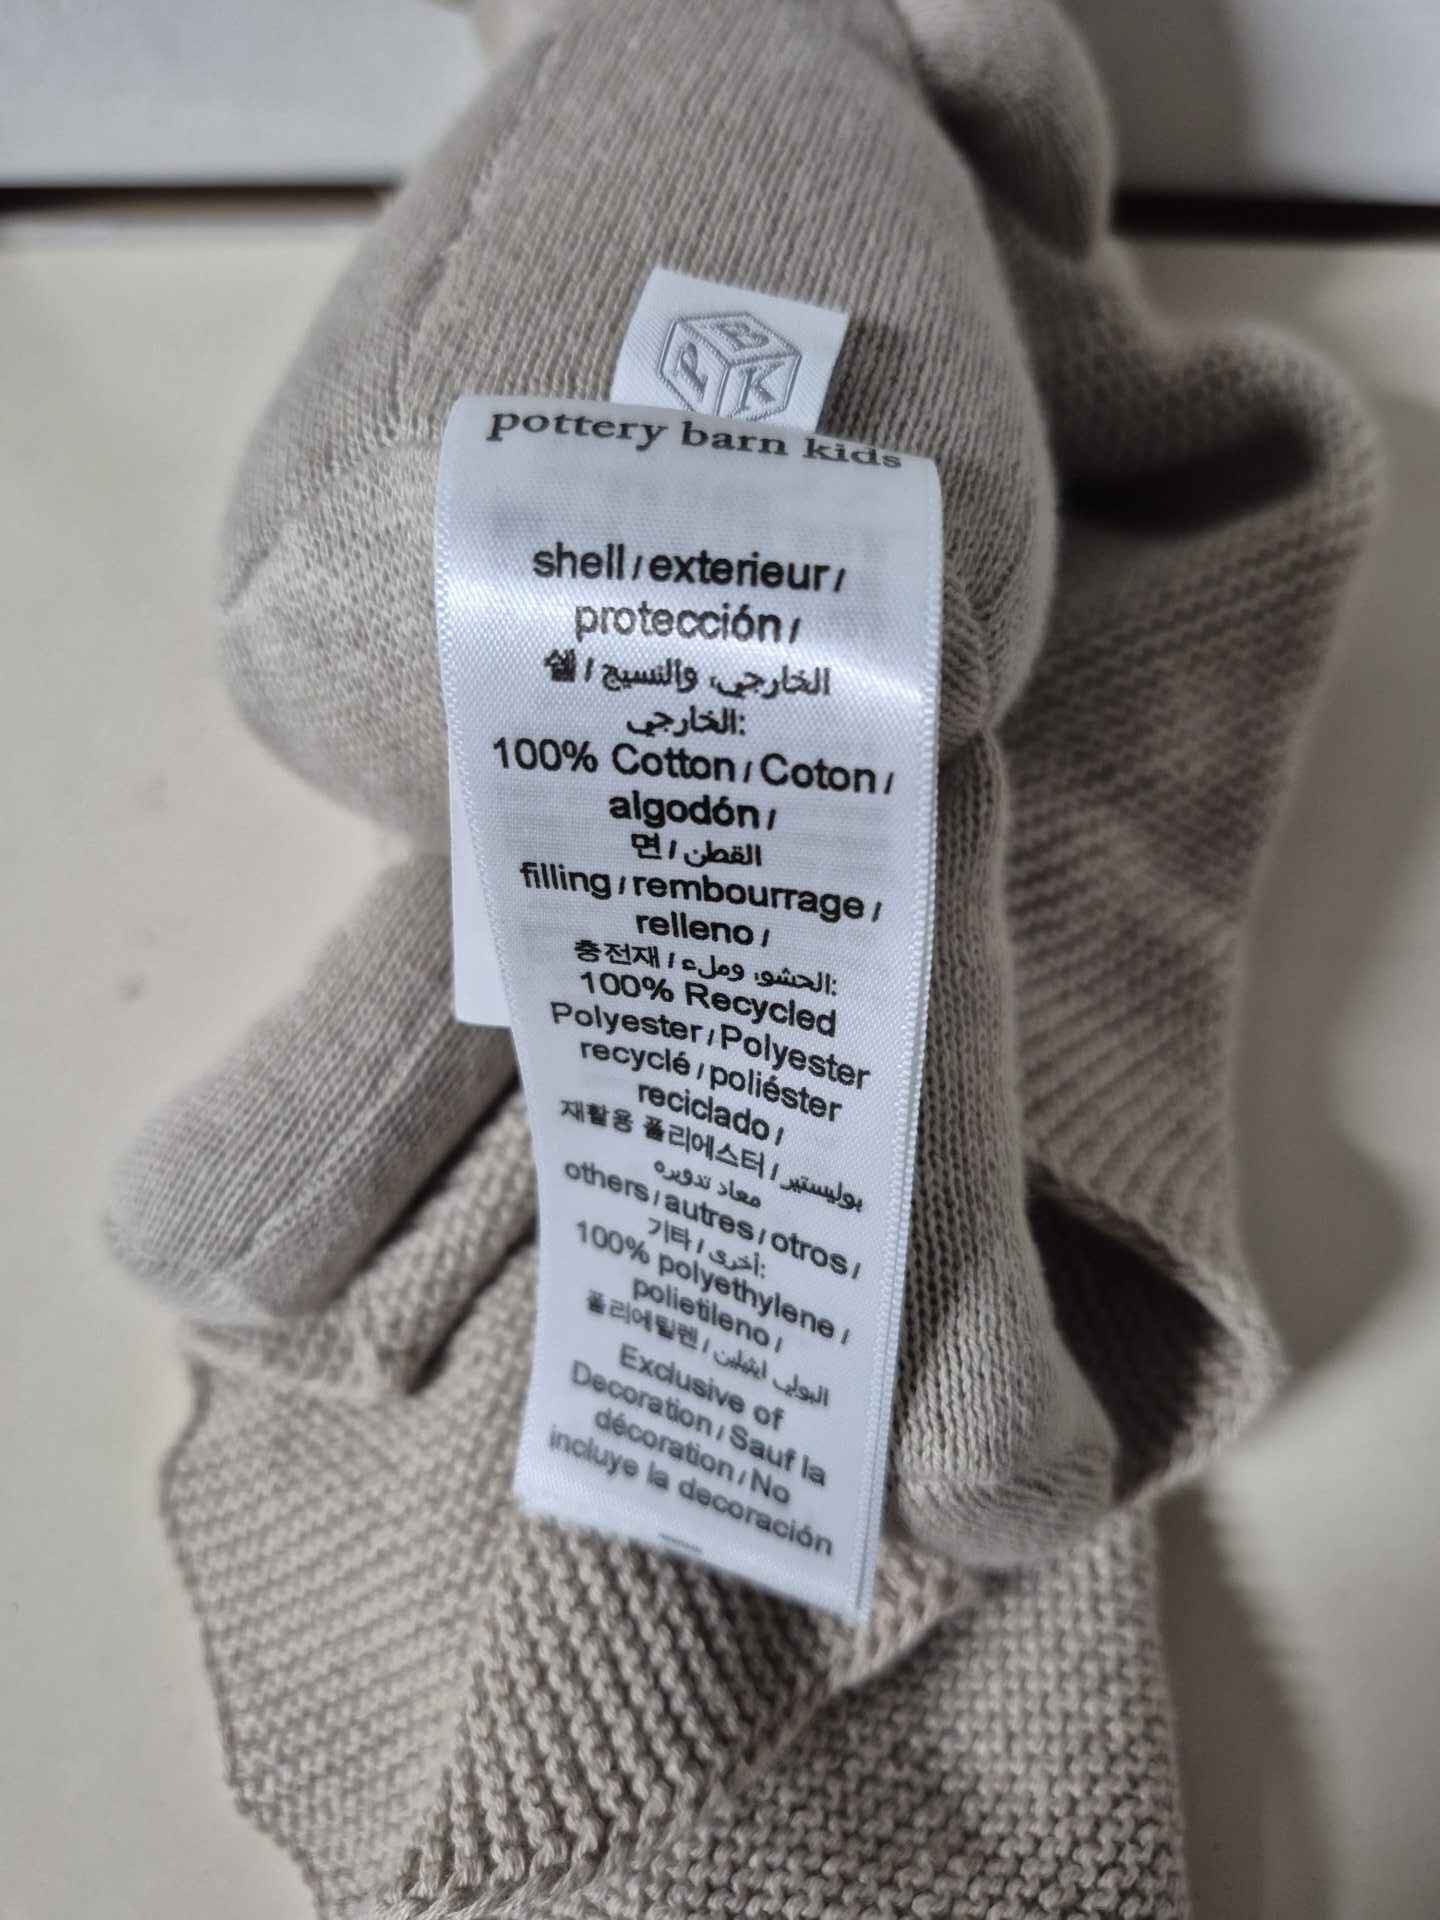 P B K
pottery barn kids
shell / exterieur /
protección /
쉘 / الخارجي، والنسيج
الخارجي:
100% Cotton / Coton /
algodón /
면 / القطن
filling / rembourrage /
relleno /
충전재 / الحشو، وملء:
100% Recycled
Polyester / Polyester
recyclé / poliéster
reciclado /
재활용 폴리에스터 / بوليستير
معاد تدويره
others / autres / otros /
기타 / أخرى:
100% polyethylene /
polietileno /
폴리에틸렌 / البولي ايثيلين
Exclusive of
Decoration / Sauf la
décoration / No
incluye la decoración